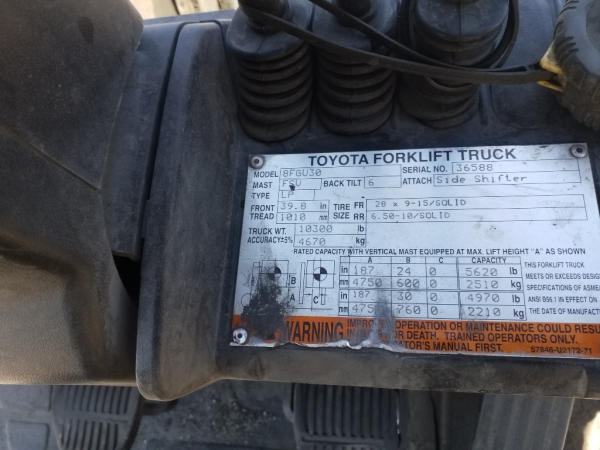 TOYOTA FORKLIFT TRUCK
MODEL 8FGU30 SERIAL NO. 36588
MAST FSV BACK TILT 6 ATTACH Side Shifter
TYPE LP
FRONT 39.8 in TIRE FR 28 x 9-15/SOLID
TREAD 1010 mm SIZE RR 6.50-10/SOLID
TRUCK WT. 10300 lb
ACCURACY±5% 4670 kg
RATED CAPACITY WITH VERTICAL MAST EQUIPPED AT MAX. LIFT HEIGHT "A" AS SHOWN
A B C CAPACITY
in 187 24 0 5620 lb
mm 4750 600 0 2510 kg
in 187 30 0 4970 lb
mm 4750 760 0 2210 kg
A B C
THIS FORKLIFT TRUCK
MEETS OR EXCEEDS DESIGN
SPECIFICATIONS OF ASME
ANSI B56.1 IN EFFECT ON
THE DATE OF MANUFACT
WARNING IMPROPER OPERATION OR MAINTENANCE COULD RESU
OR DEATH. TRAINED OPERATORS ONLY.
TOR'S MANUAL FIRST.
57846-U2172-71